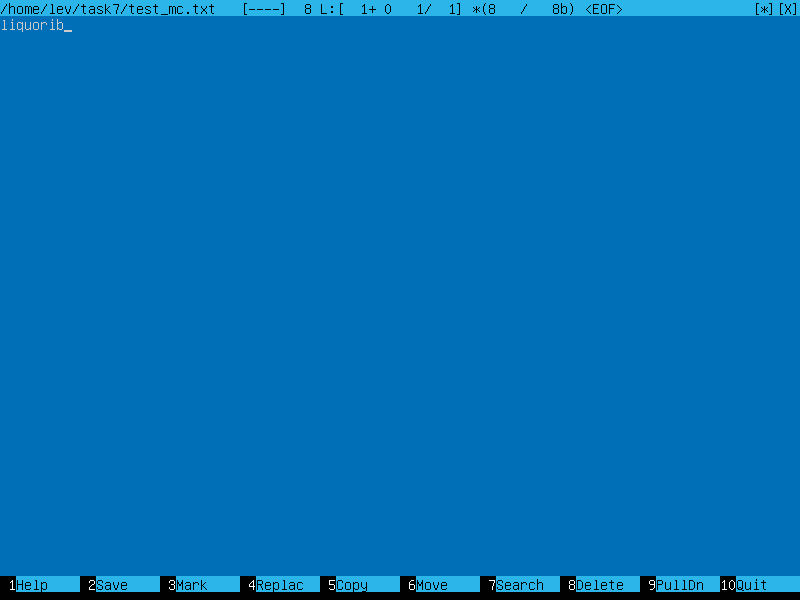 /home/lev/task7/test_mc.txt   [----]  8 L:[  1+ 0   1/  1] *(8   /   8b) <EOF>                [*][X]
liquorib_
1Help 2Save 3Mark 4Replac 5Copy 6Move 7Search 8Delete 9PullDn 10Quit